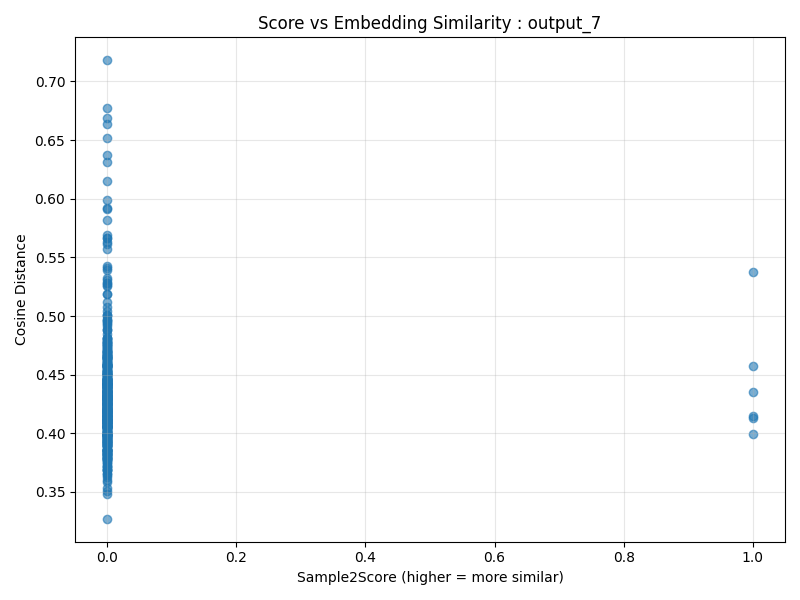 Score vs Embedding Similarity : output_7
Cosine Distance
0.70
0.65
0.60
0.55
0.50
0.45
0.40
0.35
0.0 0.2 0.4 0.6 0.8 1.0
Sample2Score (higher = more similar)